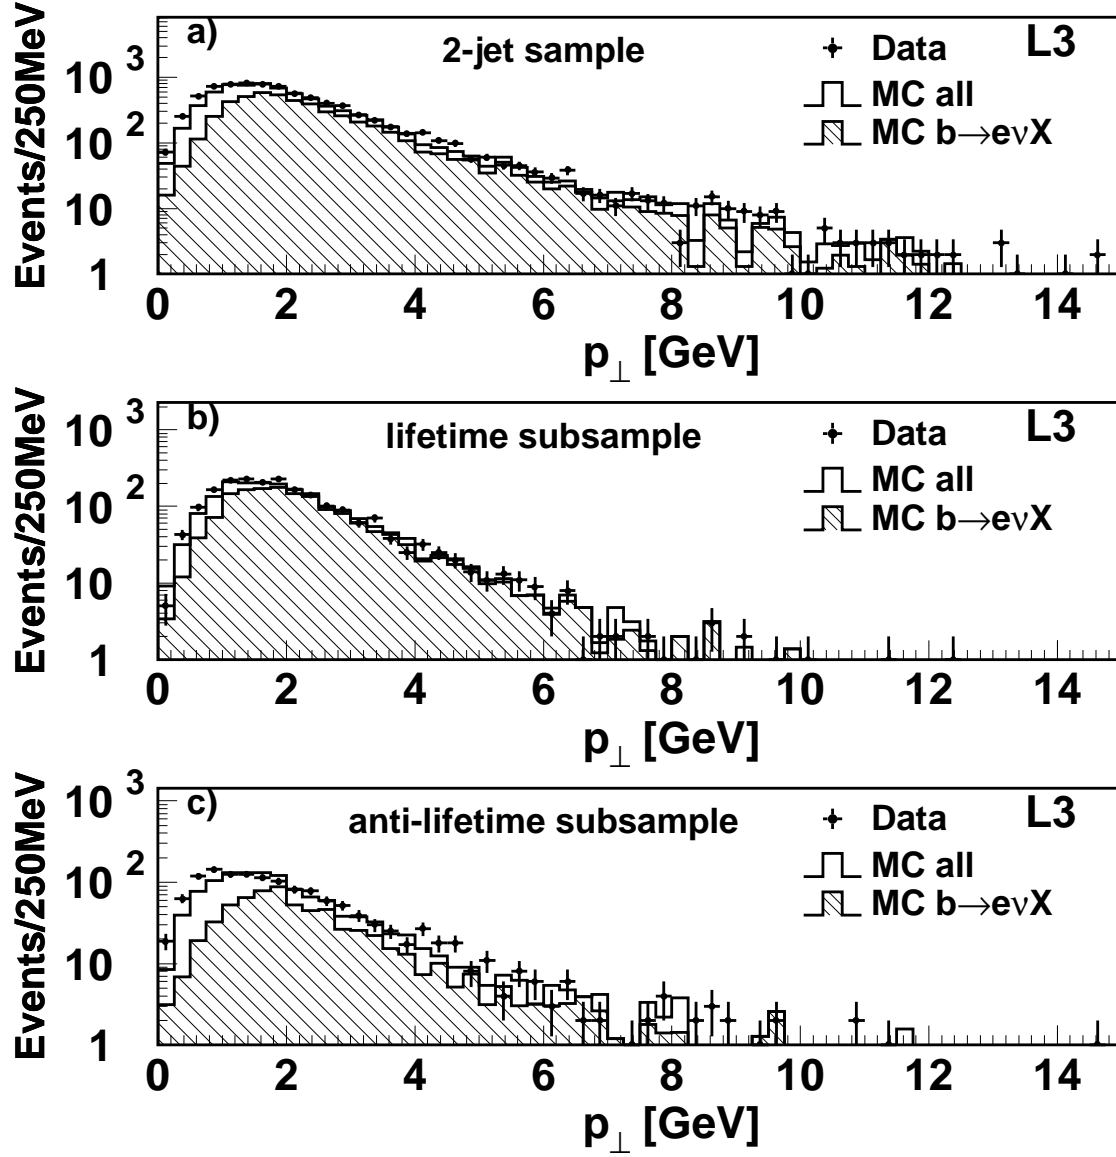 a) 2-jet sample L3
Data
MC all
MC b→eνX
Events/250MeV
10 3
10 2
10
1
0 2 4 6 8 10 12 14
p⊥ [GeV]
b) lifetime subsample L3
Data
MC all
MC b→eνX
Events/250MeV
10 3
10 2
10
1
0 2 4 6 8 10 12 14
p⊥ [GeV]
c) anti-lifetime subsample L3
Data
MC all
MC b→eνX
Events/250MeV
10 3
10 2
10
1
0 2 4 6 8 10 12 14
p⊥ [GeV]